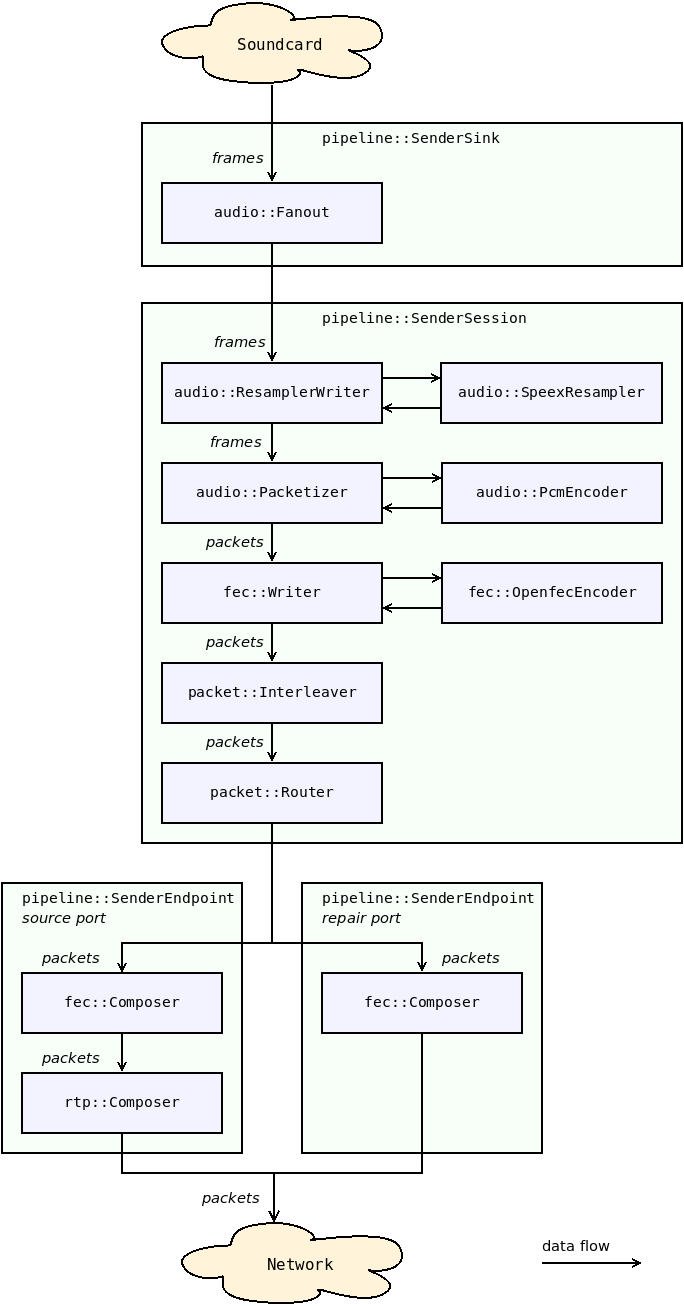 Soundcard
pipeline::SenderSink
frames
audio::Fanout
pipeline::SenderSession
frames
audio::ResamplerWriter
audio::SpeexResampler
frames
audio::Packetizer
audio::PcmEncoder
packets
fec::Writer
fec::OpenfecEncoder
packets
packet::Interleaver
packets
packet::Router
pipeline::SenderEndpoint
source port
pipeline::SenderEndpoint
repair port
packets
packets
fec::Composer
fec::Composer
packets
rtp::Composer
packets
Network
data flow